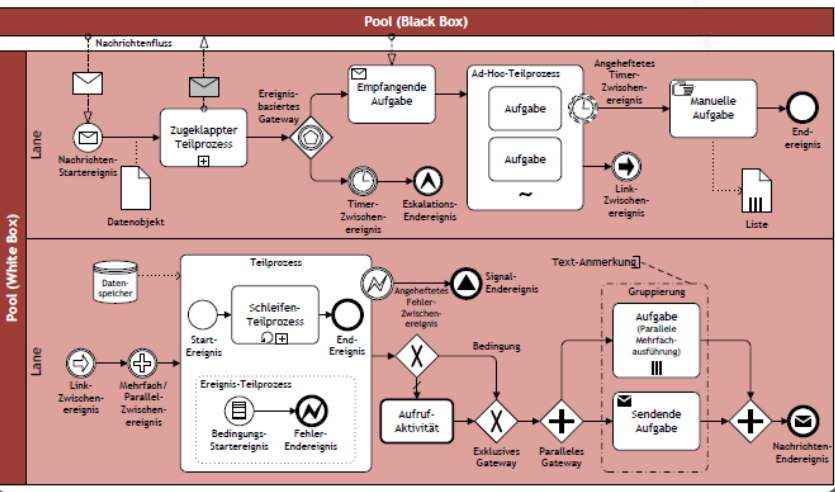 Pool (Black Box)
Nachrichtenfluss
Pool (White Box)
Lane
Nachrichten-
Startereignis
Zugeklappter
Teilprozess
Datenobjekt
Ereignis-
basiertes
Gateway
Empfangende
Aufgabe
Timer-
Zwischen-
ereignis
Eskalations-
Endereignis
Ad-Hoc-Teilprozess
Aufgabe
Aufgabe
Angeheftetes
Timer-
Zwischen-
ereignis
Link-
Zwischen-
ereignis
Manuelle
Aufgabe
End-
ereignis
Liste
Lane
Daten-
speicher
Link-
Zwischen-
ereignis
Mehrfach/
Parallel-
Zwischen-
ereignis
Teilprozess
Start-
Ereignis
Schleifen-
Teilprozess
End-
Ereignis
Ereignis-Teilprozess
Bedingungs-
Startereignis
Fehler-
Endereignis
Angeheftetes
Fehler-
Zwischen-
ereignis
Signal-
Endereignis
Bedingung
Aufruf-
Aktivität
Exklusives
Gateway
Paralleles
Gateway
Text-Anmerkung
Gruppierung
Aufgabe
(Parallele
Mehrfach-
ausführung)
Sendende
Aufgabe
Nachrichten-
Endereignis